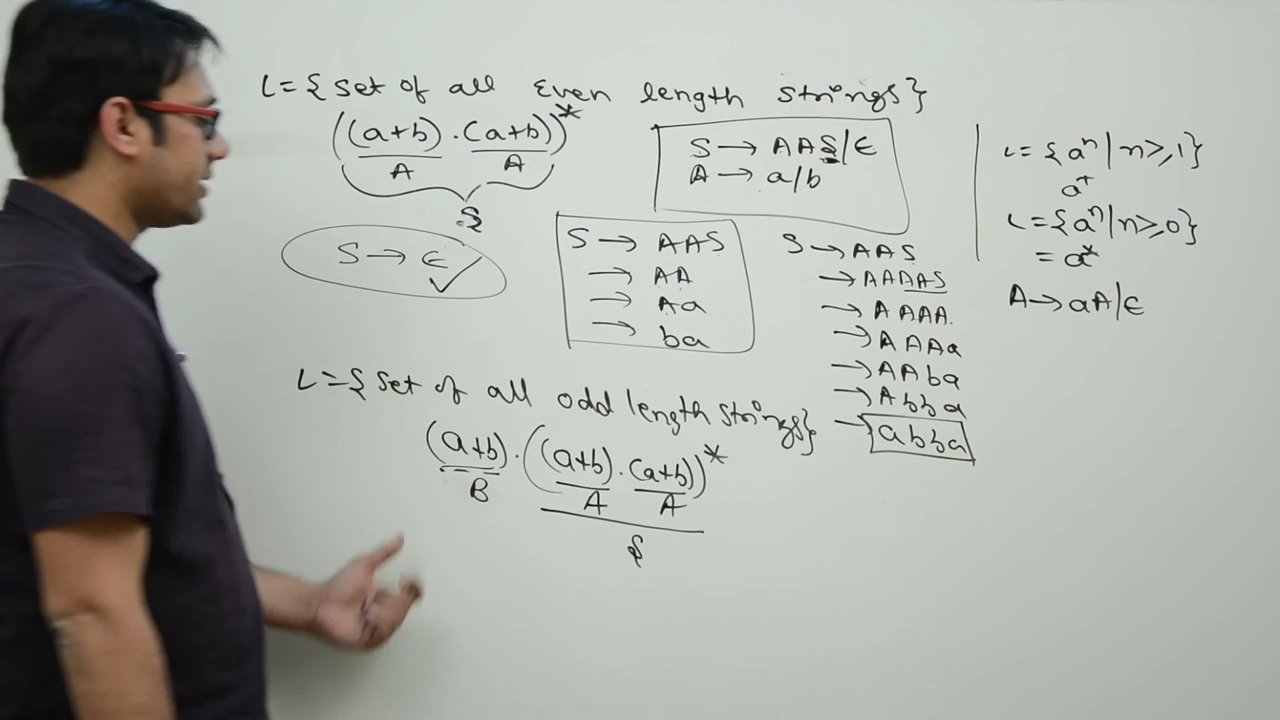 L={set of all Even length strings}
((a+b).(a+b))*
A A
S
S → AAS/ϵ
A → a/b
S → ϵ ✓
S → AAS
→ AA
→ Aa
→ ba
S → AAS
→ AAAAS
→ AAAA.
→ AAAa
→ AAba
→ Abba
→ abba
L={a^n | n≥1}
a^+
L={a^n | n≥0}
= a*
A → aA/ϵ
L={set of all odd length strings}
(a+b).((a+b).(a+b))*
B A A
S